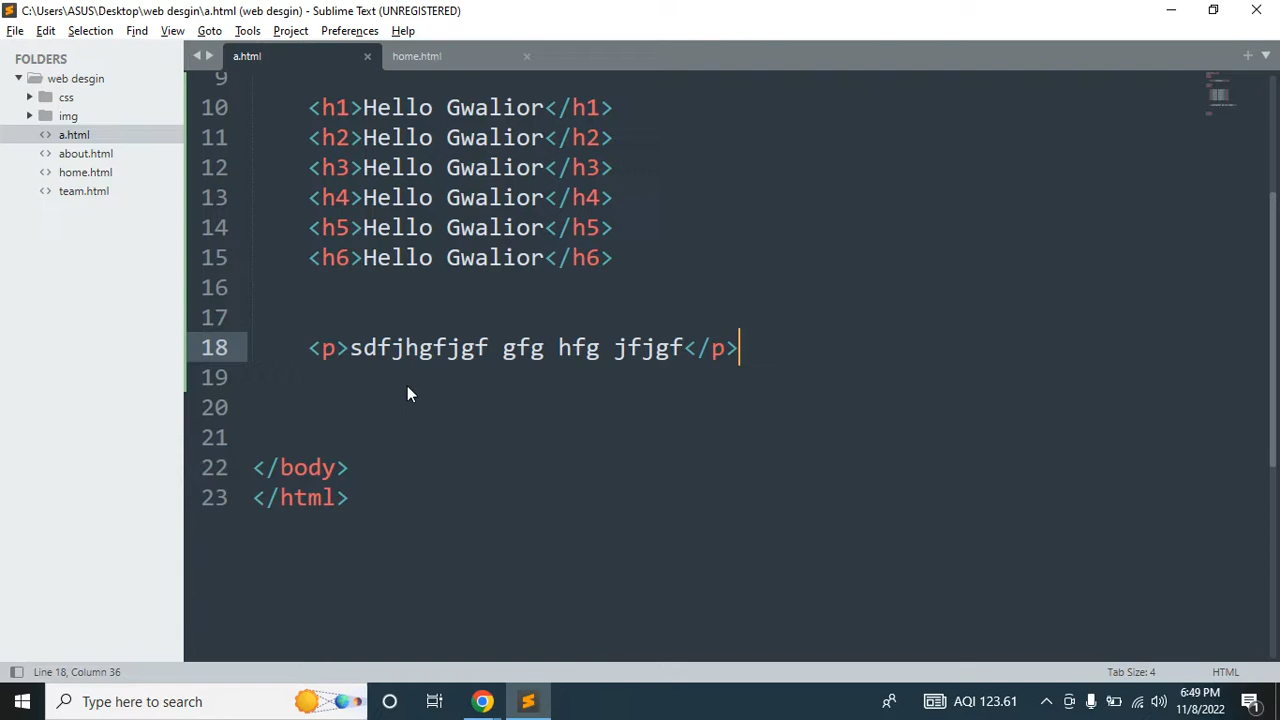 C:\Users\ASUS\Desktop\web desgin\a.html (web desgin) - Sublime Text (UNREGISTERED)
File Edit Selection Find View Goto Tools Project Preferences Help
FOLDERS
web desgin
css
img
a.html
about.html
home.html
team.html
a.html × home.html ×
9
10 <h1>Hello Gwalior</h1>
11 <h2>Hello Gwalior</h2>
12 <h3>Hello Gwalior</h3>
13 <h4>Hello Gwalior</h4>
14 <h5>Hello Gwalior</h5>
15 <h6>Hello Gwalior</h6>
16
17
18 <p>sdfjhgfjgf gfg hfg jfjgf</p>
19
20
21
22 </body>
23 </html>
Line 18, Column 36 Tab Size: 4 HTML
Type here to search AQI 123.61 6:49 PM
11/8/2022 1